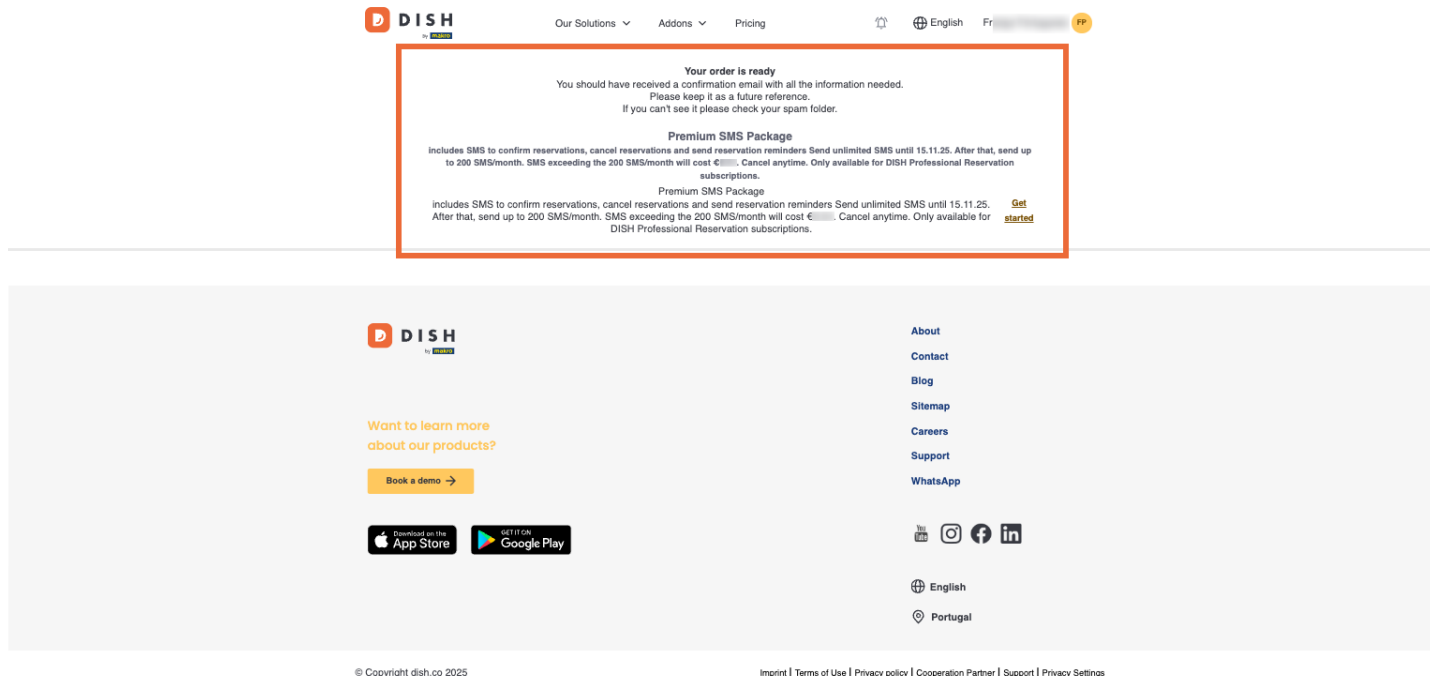 DISH
by makro
Our Solutions
Addons
Pricing
English
Fr
FP
Your order is ready
You should have received a confirmation email with all the information needed.
Please keep it as a future reference.
If you can't see it please check your spam folder.
Premium SMS Package
includes SMS to confirm reservations, cancel reservations and send reservation reminders Send unlimited SMS until 15.11.25. After that, send up
to 200 SMS/month. SMS exceeding the 200 SMS/month will cost € . Cancel anytime. Only available for DISH Professional Reservation
subscriptions.
Premium SMS Package
includes SMS to confirm reservations, cancel reservations and send reservation reminders Send unlimited SMS until 15.11.25.
After that, send up to 200 SMS/month. SMS exceeding the 200 SMS/month will cost € . Cancel anytime. Only available for
DISH Professional Reservation subscriptions.
Get
started
DISH
by makro
Want to learn more
about our products?
Book a demo
Download on the
App Store
GET IT ON
Google Play
About
Contact
Blog
Sitemap
Careers
Support
WhatsApp
You
Tube
in
English
Portugal
© Copyright dish.co 2025
Imprint | Terms of Use | Privacy policy | Cooperation Partner | Support | Privacy Settings